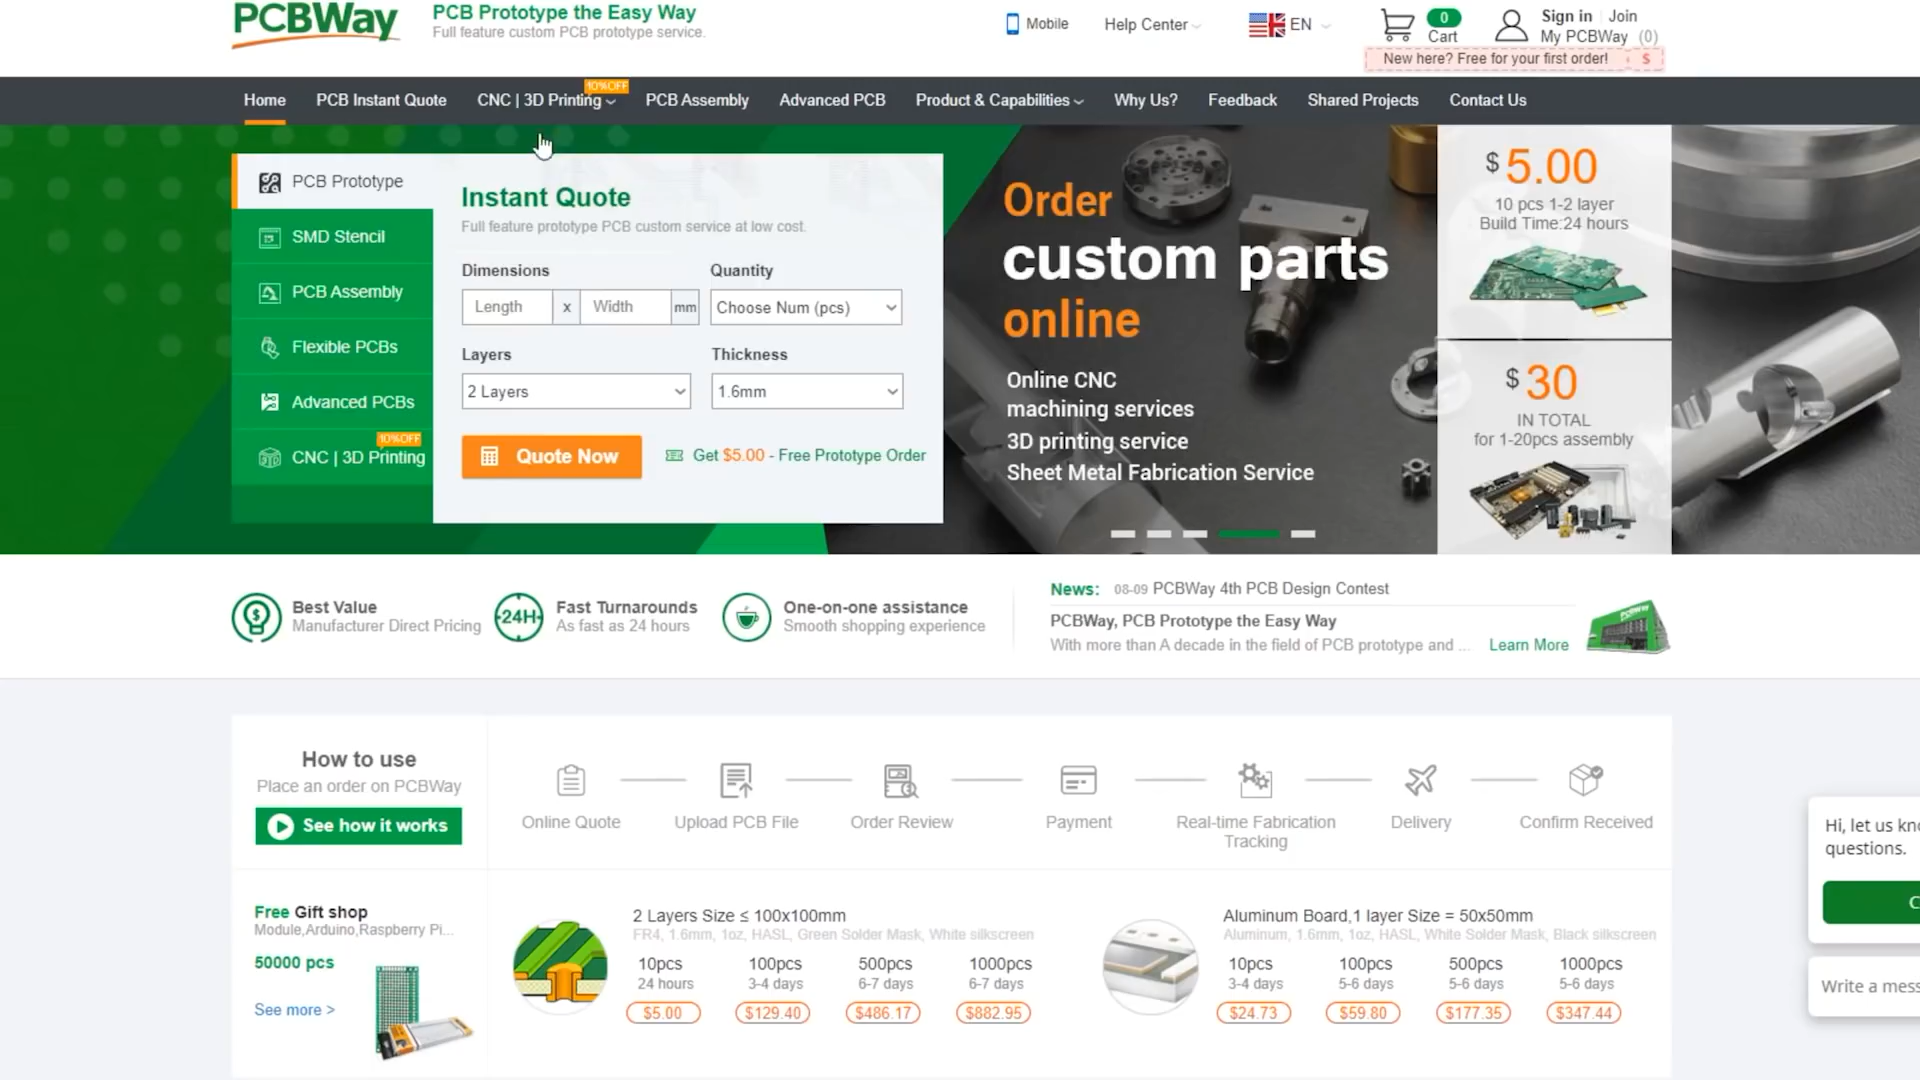 PCBWay
PCB Prototype the Easy Way
Full feature custom PCB prototype service.
Mobile
Help Center
EN
0
Cart
Sign in
Join
My PCBWay (0)
New here? Free for your first order! $
Home
PCB Instant Quote
CNC | 3D Printing
10%OFF
PCB Assembly
Advanced PCB
Product & Capabilities
Why Us?
Feedback
Shared Projects
Contact Us
PCB Prototype
SMD Stencil
PCB Assembly
Flexible PCBs
Advanced PCBs
10%OFF
CNC | 3D Printing
Instant Quote
Full feature prototype PCB custom service at low cost.
Dimensions
Quantity
Length x Width mm
Choose Num (pcs)
Layers
Thickness
2 Layers
1.6mm
Quote Now
Get $5.00 - Free Prototype Order
Order
custom parts
online
Online CNC
machining services
3D printing service
Sheet Metal Fabrication Service
$ 5.00
10 pcs 1-2 layer
Build Time:24 hours
$ 30
IN TOTAL
for 1-20pcs assembly
Best Value
Manufacturer Direct Pricing
24H
Fast Turnarounds
As fast as 24 hours
One-on-one assistance
Smooth shopping experience
News: 08-09 PCBWay 4th PCB Design Contest
PCBWay, PCB Prototype the Easy Way
With more than A decade in the field of PCB prototype and ... Learn More
PCBWAY
How to use
Place an order on PCBWay
See how it works
Online Quote
Upload PCB File
Order Review
Payment
Real-time Fabrication
Tracking
Delivery
Confirm Received
Free Gift shop
Module,Arduino,Raspberry Pi...
50000 pcs
See more >
2 Layers Size ≤ 100x100mm
FR4, 1.6mm, 1oz, HASL, Green Solder Mask, White silkscreen
10pcs 100pcs 500pcs 1000pcs
24 hours 3-4 days 6-7 days 6-7 days
$5.00 $129.40 $486.17 $882.95
Aluminum Board,1 layer Size = 50x50mm
Aluminum, 1.6mm, 1oz, HASL, White Solder Mask, Black silkscreen
10pcs 100pcs 500pcs 1000pcs
3-4 days 5-6 days 5-6 days 5-6 days
$24.73 $59.80 $177.35 $347.44
Hi, let us kno
questions.
C
Write a mess